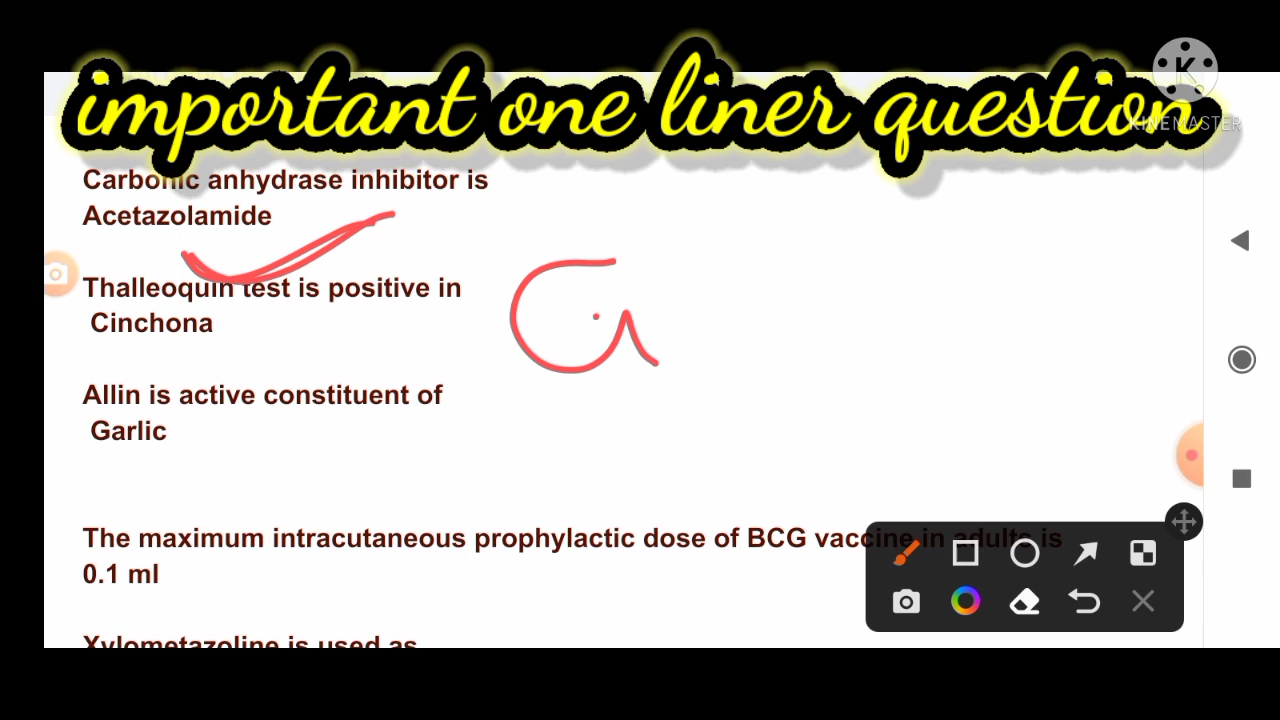 important one liner question
K
KINEMASTER
Carbonic anhydrase inhibitor is
Acetazolamide
Thalleoquin test is positive in
Cinchona
Allin is active constituent of
Garlic
The maximum intracutaneous prophylactic dose of BCG vaccine in adults is
0.1 ml
Xylometazoline is used as